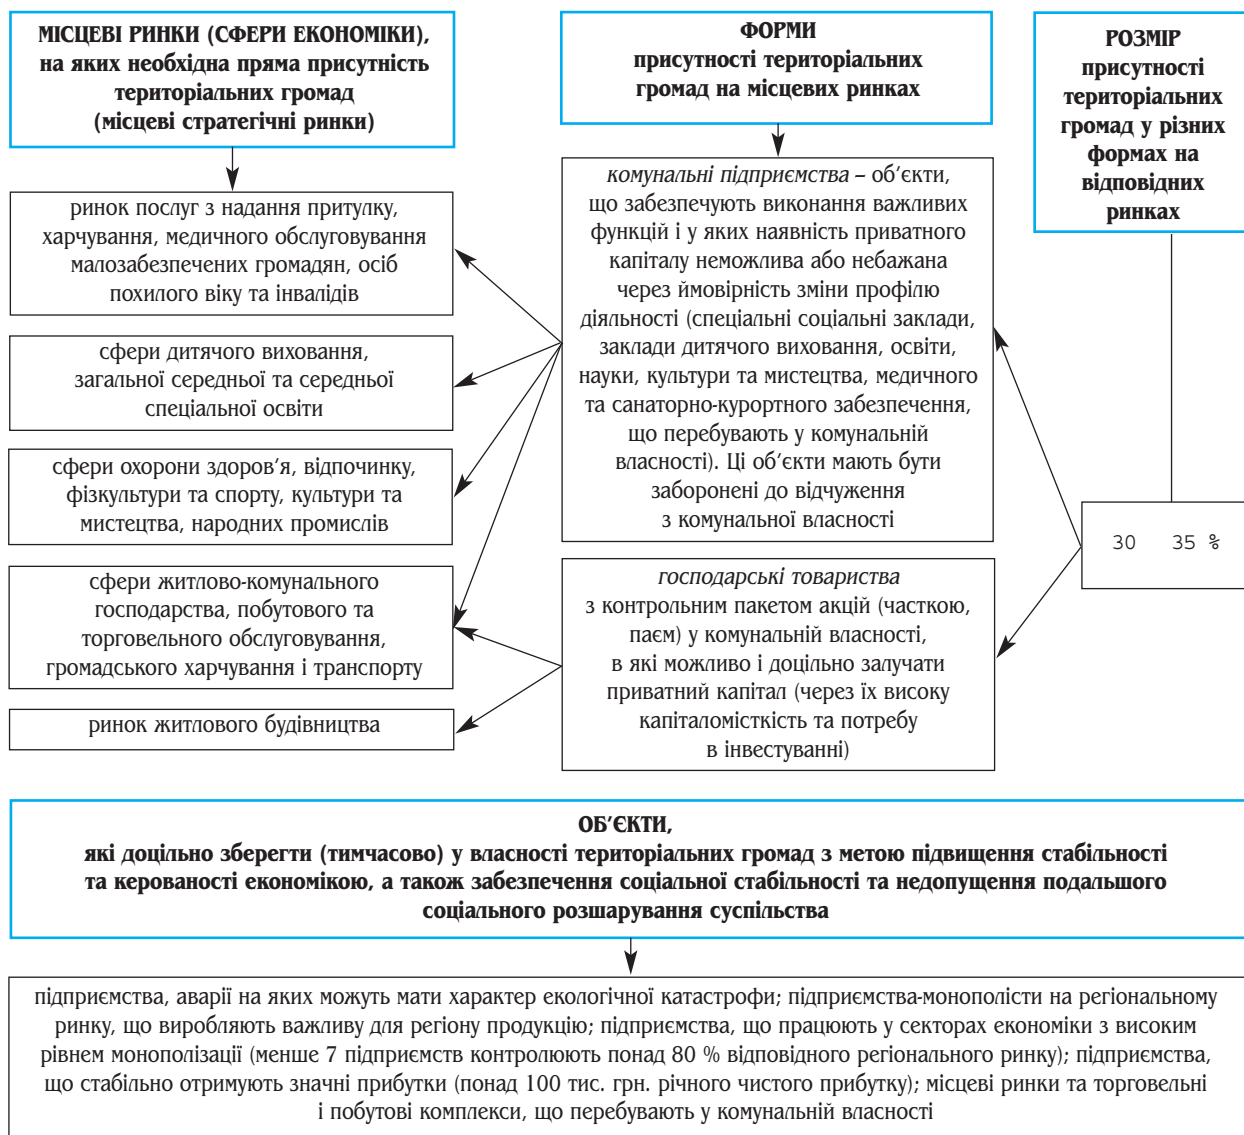 МІСЦЕВІ РИНКИ (СФЕРИ ЕКОНОМІКИ),
на яких необхідна пряма присутність
територіальних громад
(місцеві стратегічні ринки)
ринок послуг з надання притулку,
харчування, медичного обслуговування
малозабезпечених громадян, осіб
похилого віку та інвалідів
сфери дитячого виховання,
загальної середньої та середньої
спеціальної освіти
сфери охорони здоров’я, відпочинку,
фізкультури та спорту, культури та
мистецтва, народних промислів
сфери житлово-комунального
господарства, побутового та
торговельного обслуговування,
громадського харчування і транспорту
ринок житлового будівництва
ФОРМИ
присутності територіальних
громад на місцевих ринках
комунальні підприємства – об’єкти,
що забезпечують виконання важливих
функцій і у яких наявність приватного
капіталу неможлива або небажана
через ймовірність зміни профілю
діяльності (спеціальні соціальні заклади,
заклади дитячого виховання, освіти,
науки, культури та мистецтва, медичного
та санаторно-курортного забезпечення,
що перебувають у комунальній
власності). Ці об’єкти мають бути
заборонені до відчуження
з комунальної власності
господарські товариства
з контрольним пакетом акцій (часткою,
паєм) у комунальній власності,
в які можливо і доцільно залучати
приватний капітал (через їх високу
капіталомісткість та потребу
в інвестуванні)
РОЗМІР
присутності
територіальних
громад у різних
формах на
відповідних
ринках
30 35 %
ОБ’ЄКТИ,
які доцільно зберегти (тимчасово) у власності територіальних громад з метою підвищення стабільності
та керованості економікою, а також забезпечення соціальної стабільності та недопущення подальшого
соціального розшарування суспільства
підприємства, аварії на яких можуть мати характер екологічної катастрофи; підприємства-монополісти на регіональному
ринку, що виробляють важливу для регіону продукцію; підприємства, що працюють у секторах економіки з високим
рівнем монополізації (менше 7 підприємств контролюють понад 80 % відповідного регіонального ринку); підприємства,
що стабільно отримують значні прибутки (понад 100 тис. грн. річного чистого прибутку); місцеві ринки та торговельні
і побутові комплекси, що перебувають у комунальній власності